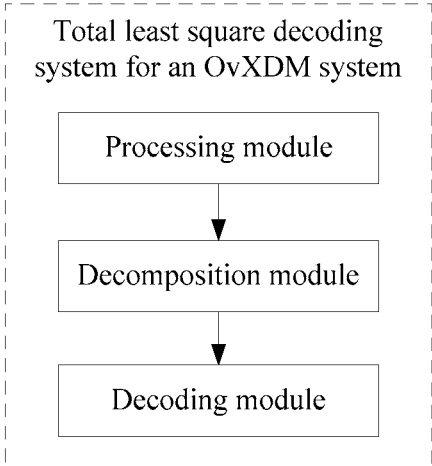 Total least square decoding
system for an OvXDM system
Processing module
Decomposition module
Decoding module